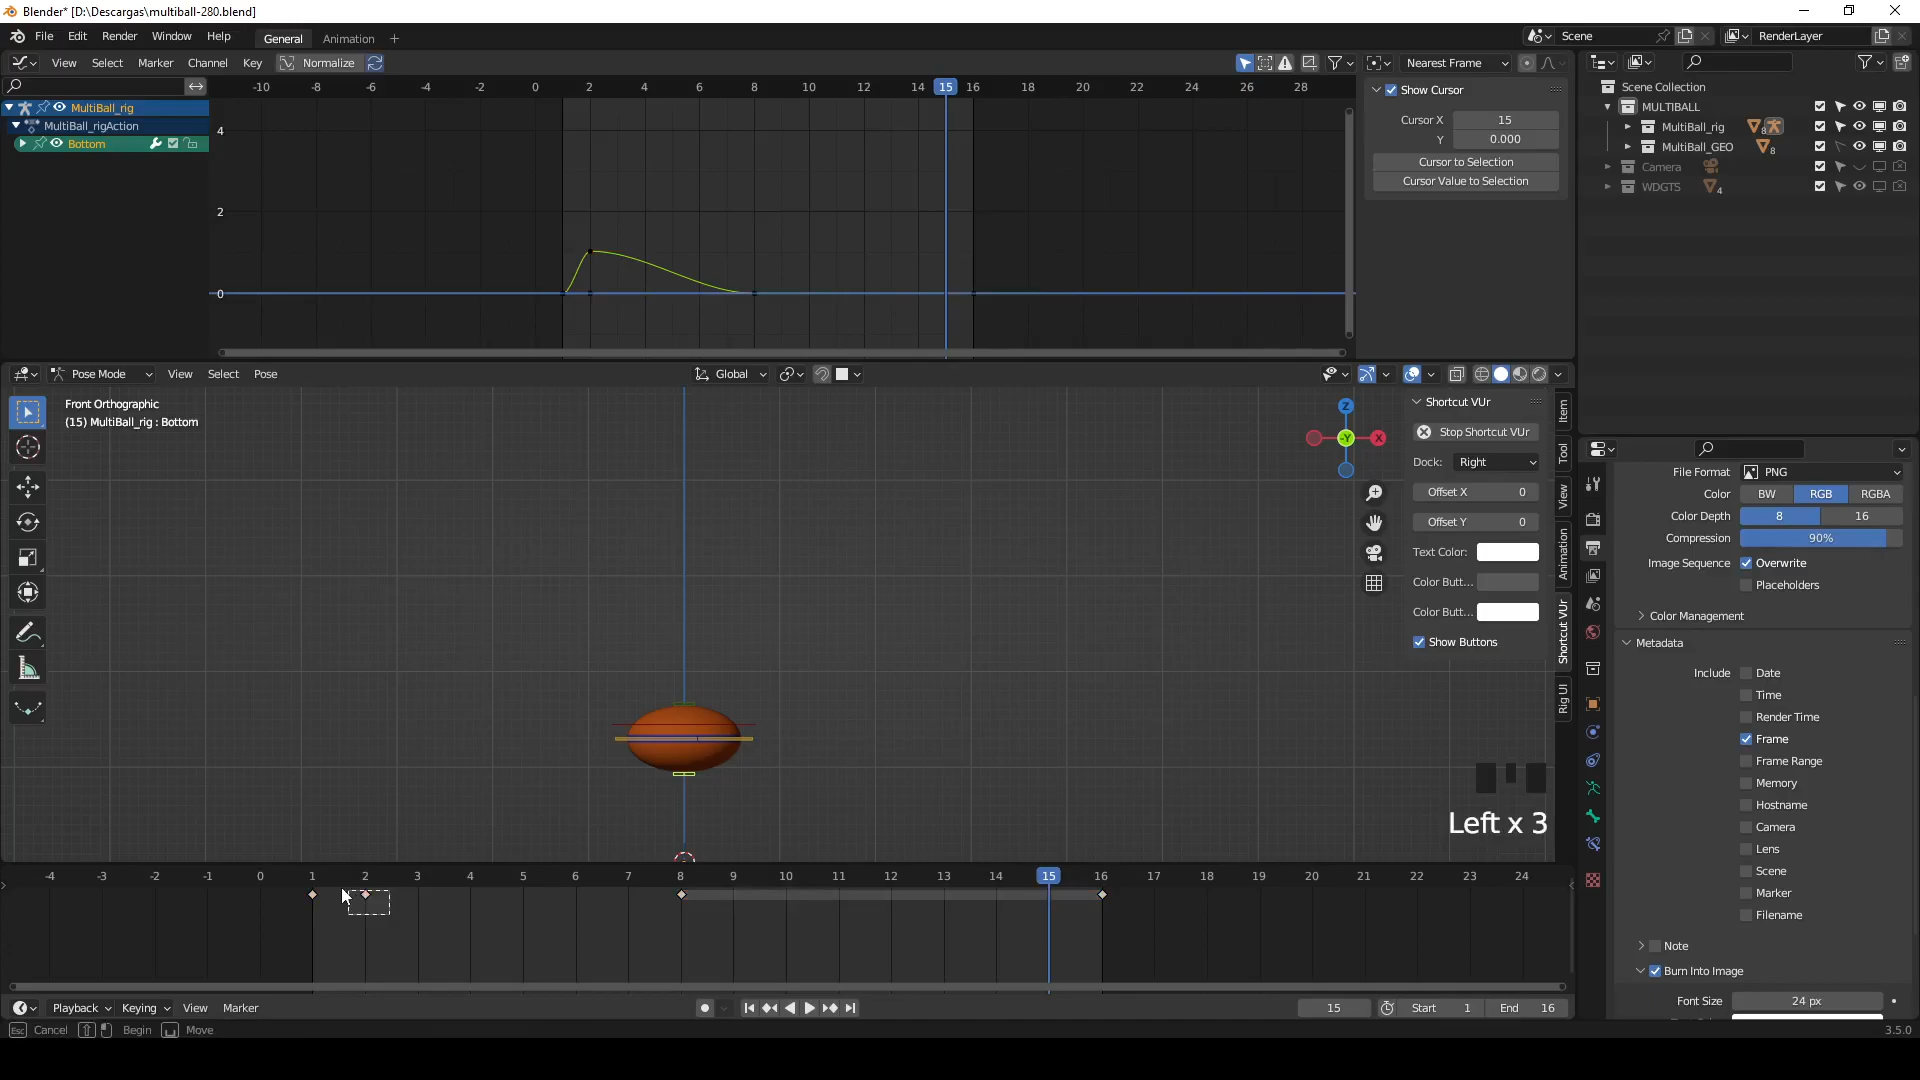 Blender* [D:\Descargas\multiball-280.blend]
File Edit Render Window Help General Animation + Scene RenderLayer
View Select Marker Channel Key Normalize Nearest Frame
-10 -8 -6 -4 -2 0 2 4 6 8 10 12 14 15 16 18 20 22 24 26 28
MultiBall_rig
MultiBall_rigAction
Bottom
4
2
0
Show Cursor
Cursor X 15
Y 0.000
Cursor to Selection
Cursor Value to Selection
Scene Collection
MULTIBALL
MultiBall_rig 8
MultiBall_GEO 8
Camera
WDGTS 4
Pose Mode View Select Pose Global
Front Orthographic
(15) MultiBall_rig : Bottom
Z
-Y
X
Shortcut VUr
Stop Shortcut VUr
Dock: Right
Offset X 0
Offset Y 0
Text Color:
Color Butt...
Color Butt...
Show Buttons
Item
Tool
View
Animation
Shortcut VUr
Rig UI
Left x 3
File Format PNG
Color BW RGB RGBA
Color Depth 8 16
Compression 90%
Image Sequence Overwrite
Placeholders
Color Management
Metadata
Include Date
Time
Render Time
Frame
Frame Range
Memory
Hostname
Camera
Lens
Scene
Marker
Filename
Note
Burn Into Image
Font Size 24 px
-4 -3 -2 -1 0 1 2 3 4 5 6 7 8 9 10 11 12 13 14 15 16 17 18 19 20 21 22 23 24
Playback Keying View Marker 15 Start 1 End 16
Esc Cancel Begin Move 3.5.0